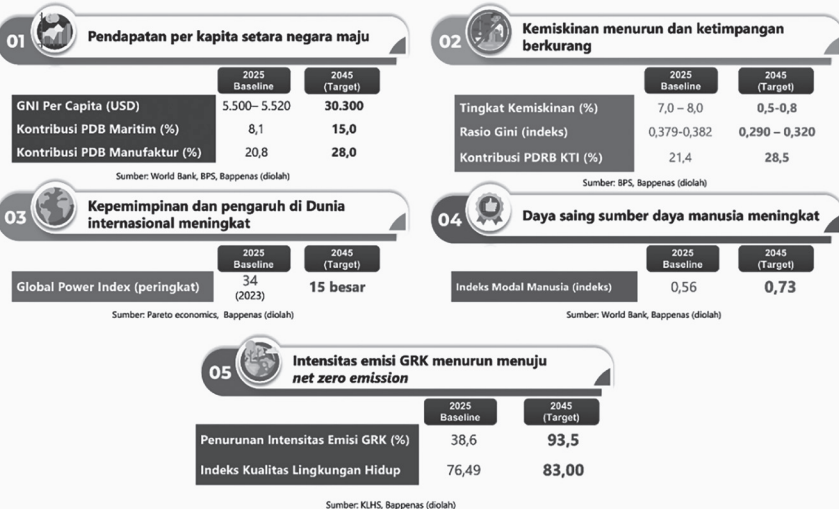 01
Pendapatan per kapita setara negara maju
2025 2045
Baseline (Target)
GNI Per Capita (USD) 5.500– 5.520 30.300
Kontribusi PDB Maritim (%) 8,1 15,0
Kontribusi PDB Manufaktur (%) 20,8 28,0
Sumber: World Bank, BPS, Bappenas (diolah)
02
Kemiskinan menurun dan ketimpangan
berkurang
2025 2045
Baseline (Target)
Tingkat Kemiskinan (%) 7,0 – 8,0 0,5-0,8
Rasio Gini (indeks) 0,379-0,382 0,290 – 0,320
Kontribusi PDRB KTI (%) 21,4 28,5
Sumber: BPS, Bappenas (diolah)
03
Kepemimpinan dan pengaruh di Dunia
internasional meningkat
2025 2045
Baseline (Target)
Global Power Index (peringkat) 34 15 besar
(2023)
Sumber: Pareto economics, Bappenas (diolah)
04
Daya saing sumber daya manusia meningkat
2025 2045
Baseline (Target)
Indeks Modal Manusia (indeks) 0,56 0,73
Sumber: World Bank, Bappenas (diolah)
05
Intensitas emisi GRK menurun menuju
net zero emission
2025 2045
Baseline (Target)
Penurunan Intensitas Emisi GRK (%) 38,6 93,5
Indeks Kualitas Lingkungan Hidup 76,49 83,00
Sumber: KLHS, Bappenas (diolah)